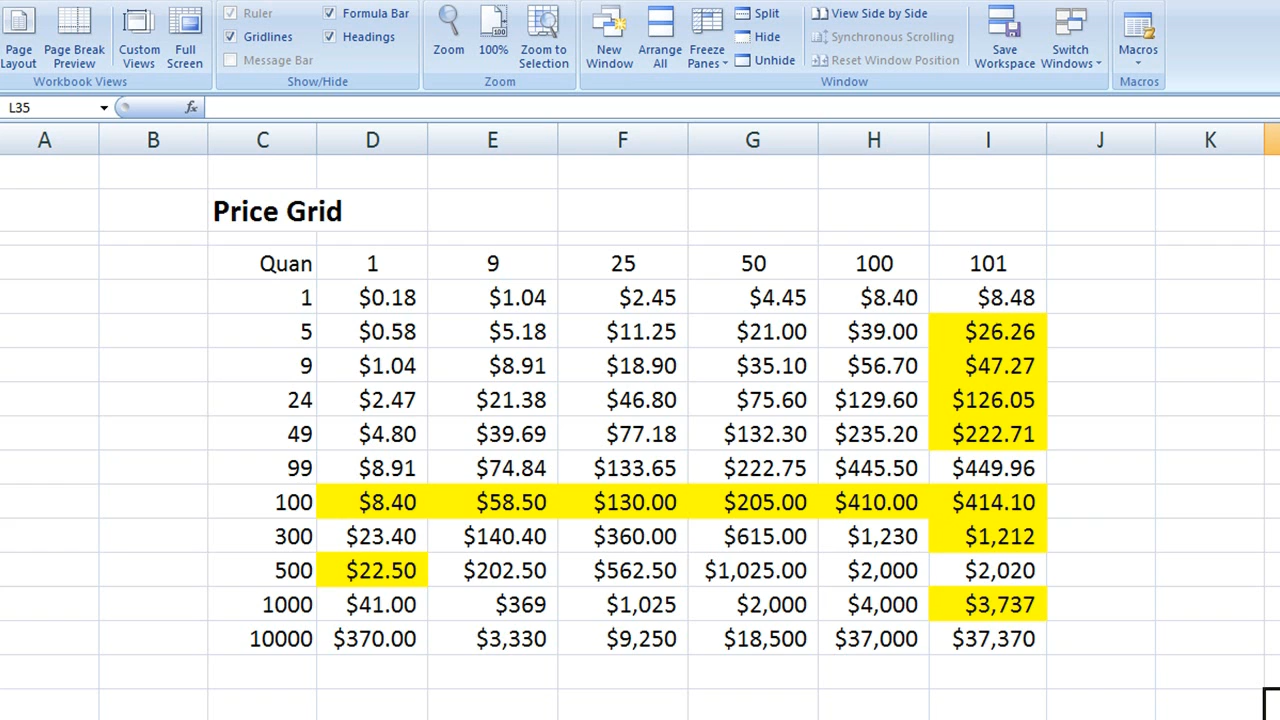 Ruler Formula Bar
Gridlines Headings
Message Bar
Page Layout
Page Break Preview
Custom Views
Full Screen
Workbook Views
Show/Hide
Zoom
100%
Zoom to Selection
Zoom
New Window
Arrange All
Freeze Panes
Split
Hide
Unhide
View Side by Side
Synchronous Scrolling
Reset Window Position
Window
Save Workspace
Switch Windows
Macros
Macros
L35 fx
A B C D E F G H I J K
Price Grid
Quan 1 9 25 50 100 101
1 $0.18 $1.04 $2.45 $4.45 $8.40 $8.48
5 $0.58 $5.18 $11.25 $21.00 $39.00 $26.26
9 $1.04 $8.91 $18.90 $35.10 $56.70 $47.27
24 $2.47 $21.38 $46.80 $75.60 $129.60 $126.05
49 $4.80 $39.69 $77.18 $132.30 $235.20 $222.71
99 $8.91 $74.84 $133.65 $222.75 $445.50 $449.96
100 $8.40 $58.50 $130.00 $205.00 $410.00 $414.10
300 $23.40 $140.40 $360.00 $615.00 $1,230 $1,212
500 $22.50 $202.50 $562.50 $1,025.00 $2,000 $2,020
1000 $41.00 $369 $1,025 $2,000 $4,000 $3,737
10000 $370.00 $3,330 $9,250 $18,500 $37,000 $37,370